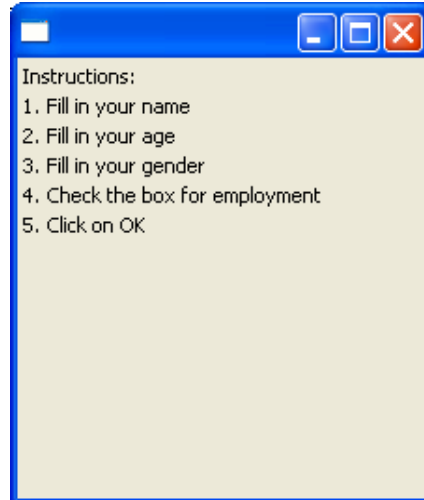 Instructions:
1. Fill in your name
2. Fill in your age
3. Fill in your gender
4. Check the box for employment
5. Click on OK